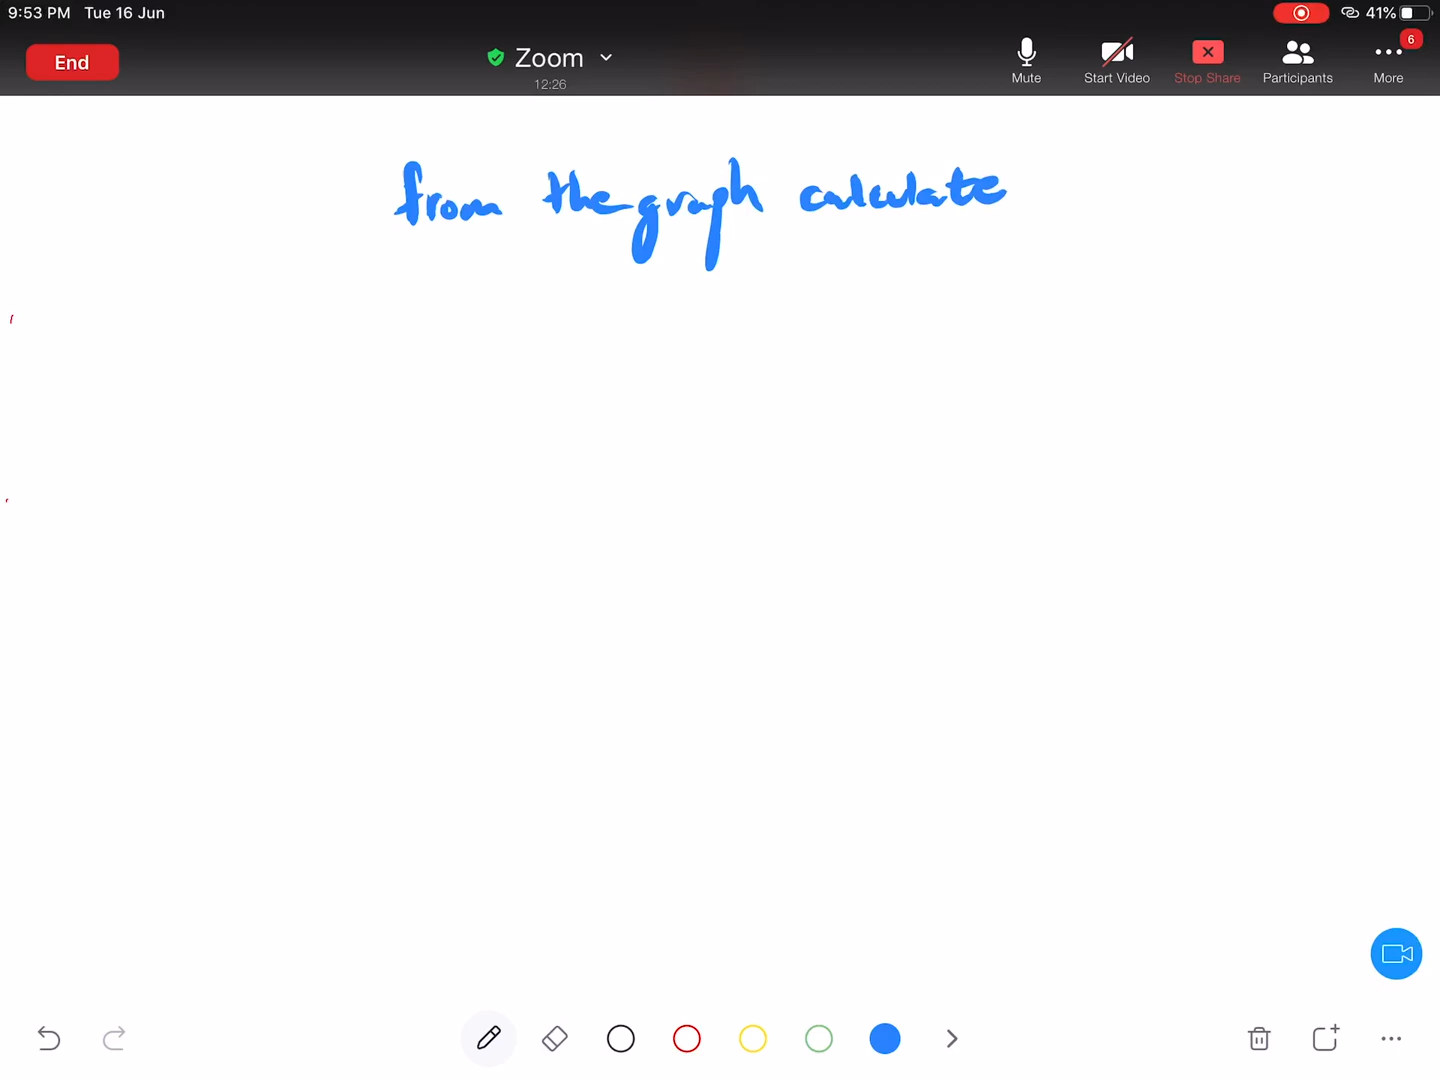 9:53 PM Tue 16 Jun 41%
End Zoom 12:26 Mute Start Video Stop Share Participants More 6
from the graph calculate